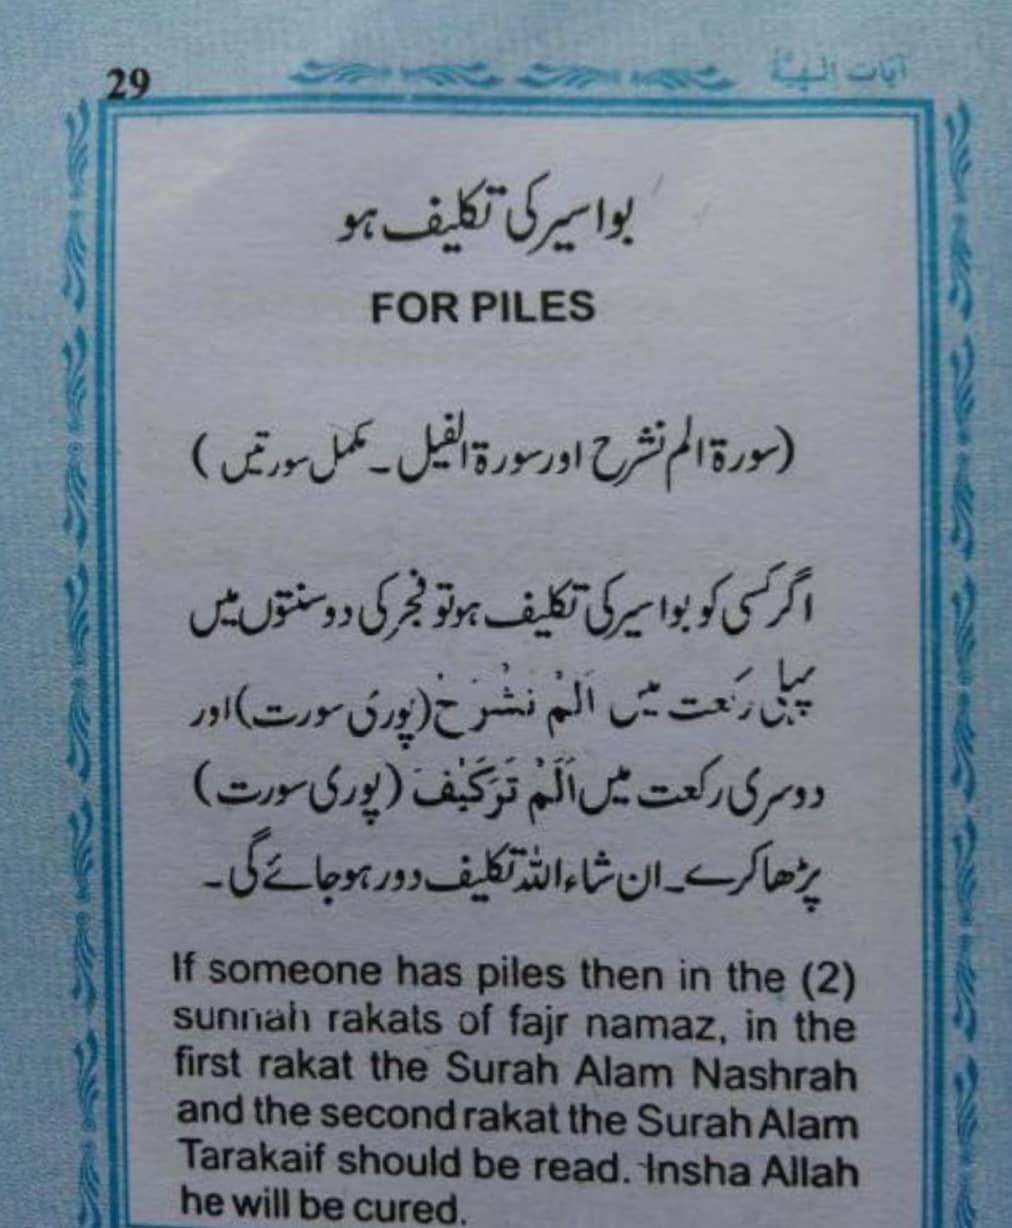 29
آیات الہیہ
بواسیر کی تکلیف ہو
FOR PILES
(سورۃ الم نشرح اور سورۃ الفیل ۔ مکمل سورتیں)
اگر کسی کو بواسیر کی تکلیف ہو تو فجر کی دو سنتوں میں
پہلی رکعت میں اَلَمْ نَشْرَحْ (پوری سورت) اور
دوسری رکعت میں اَلَمْ تَرَکَیْفَ (پوری سورت)
پڑھا کرے۔ ان شاء اللہ تکلیف دور ہو جائے گی۔
If someone has piles then in the (2)
sunnah rakats of fajr namaz, in the
first rakat the Surah Alam Nashrah
and the second rakat the Surah Alam
Tarakaif should be read. Insha Allah
he will be cured.